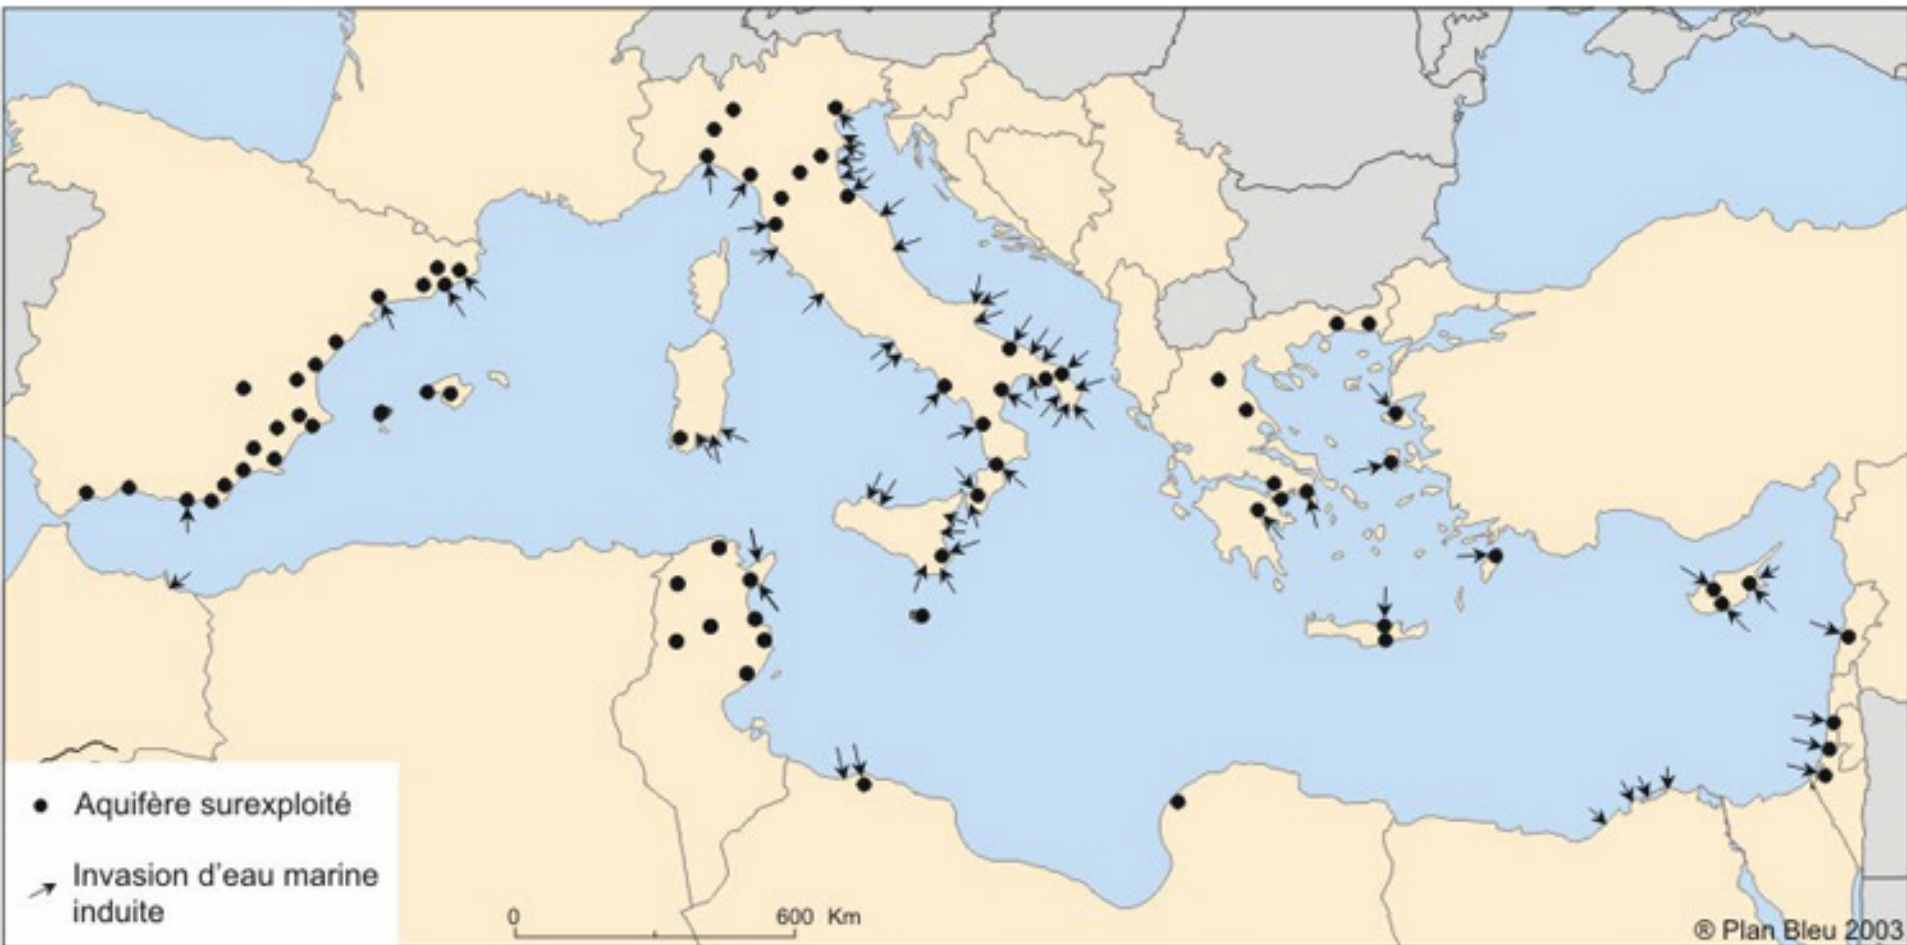 Aquifère surexploité
Invasion d'eau marine
induite
0 600 Km
® Plan Bleu 2003